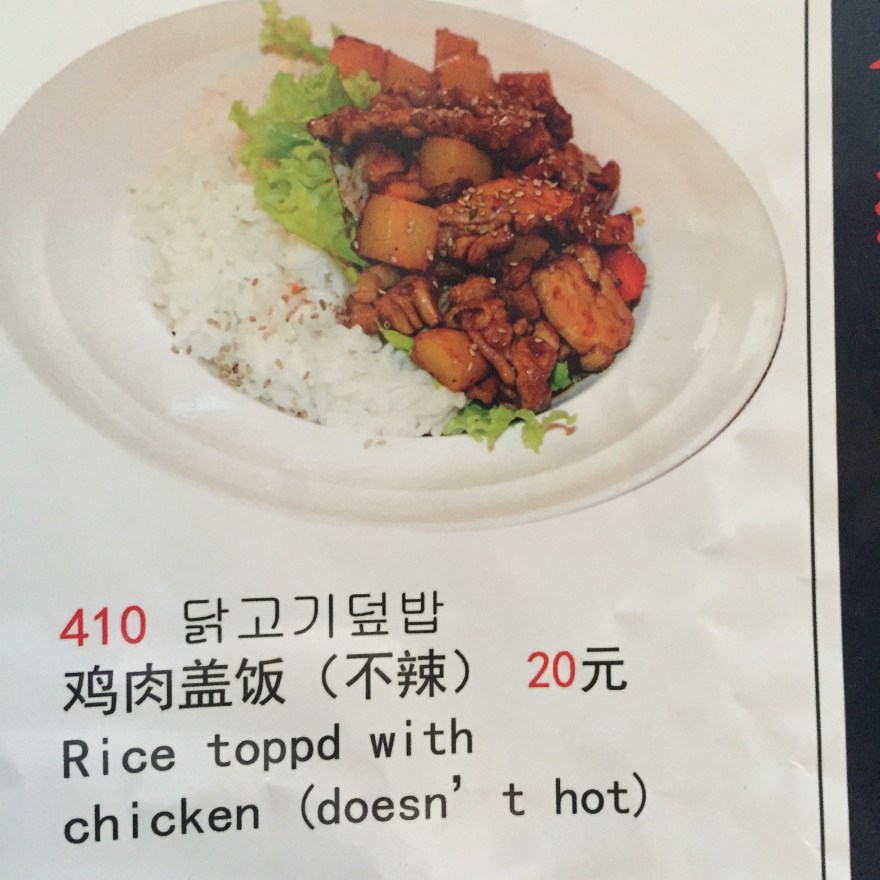 410 닭고기덮밥
鸡肉盖饭（不辣） 20元
Rice toppd with
chicken (doesn't hot)